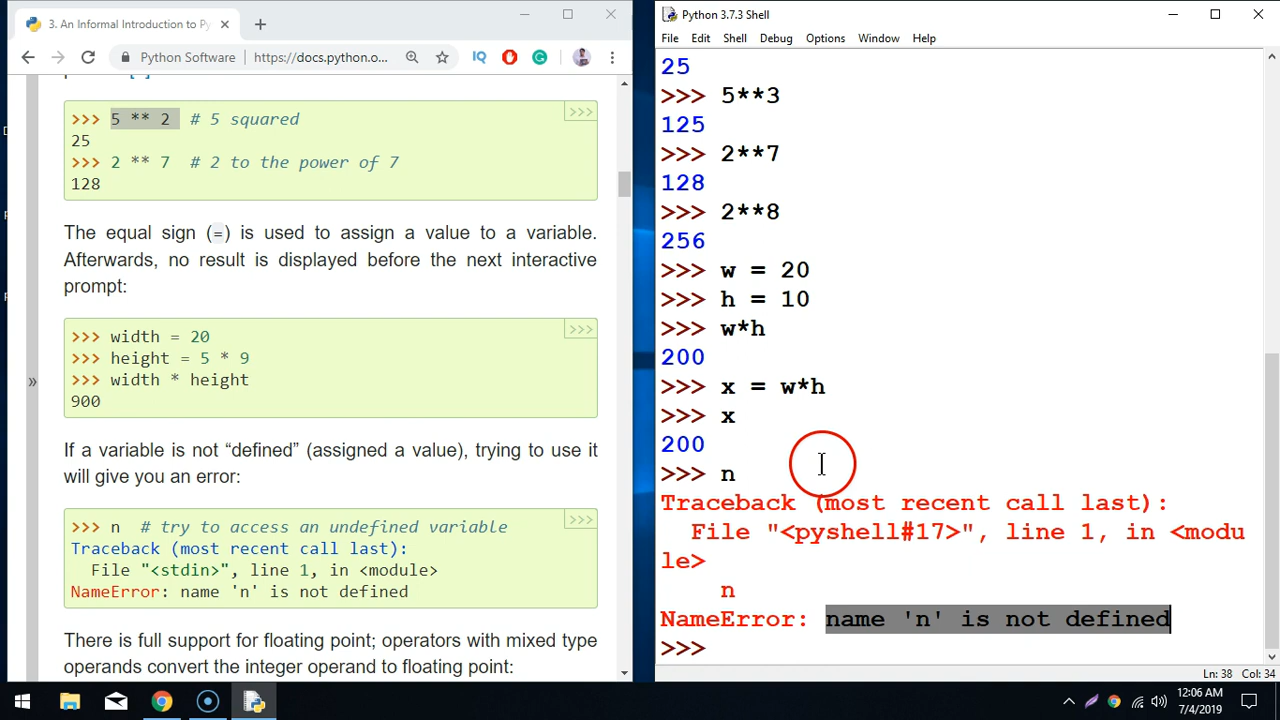 3. An Informal Introduction to Py
Python Software
https://docs.python.o...
IQ
>>> 5 ** 2 # 5 squared
25
>>> 2 ** 7 # 2 to the power of 7
128
>>>
The equal sign (=) is used to assign a value to a variable.
Afterwards, no result is displayed before the next interactive
prompt:
>>> width = 20
>>> height = 5 * 9
>>> width * height
900
>>>
»
If a variable is not “defined” (assigned a value), trying to use it
will give you an error:
>>> n # try to access an undefined variable
Traceback (most recent call last):
File "<stdin>", line 1, in <module>
NameError: name 'n' is not defined
>>>
There is full support for floating point; operators with mixed type
operands convert the integer operand to floating point:
Python 3.7.3 Shell
File Edit Shell Debug Options Window Help
25
>>> 5**3
125
>>> 2**7
128
>>> 2**8
256
>>> w = 20
>>> h = 10
>>> w*h
200
>>> x = w*h
>>> x
200
>>> n
Traceback (most recent call last):
File "<pyshell#17>", line 1, in <modu
le>
n
NameError: name 'n' is not defined
>>>
Ln: 38 Col: 34
12:06 AM
7/4/2019